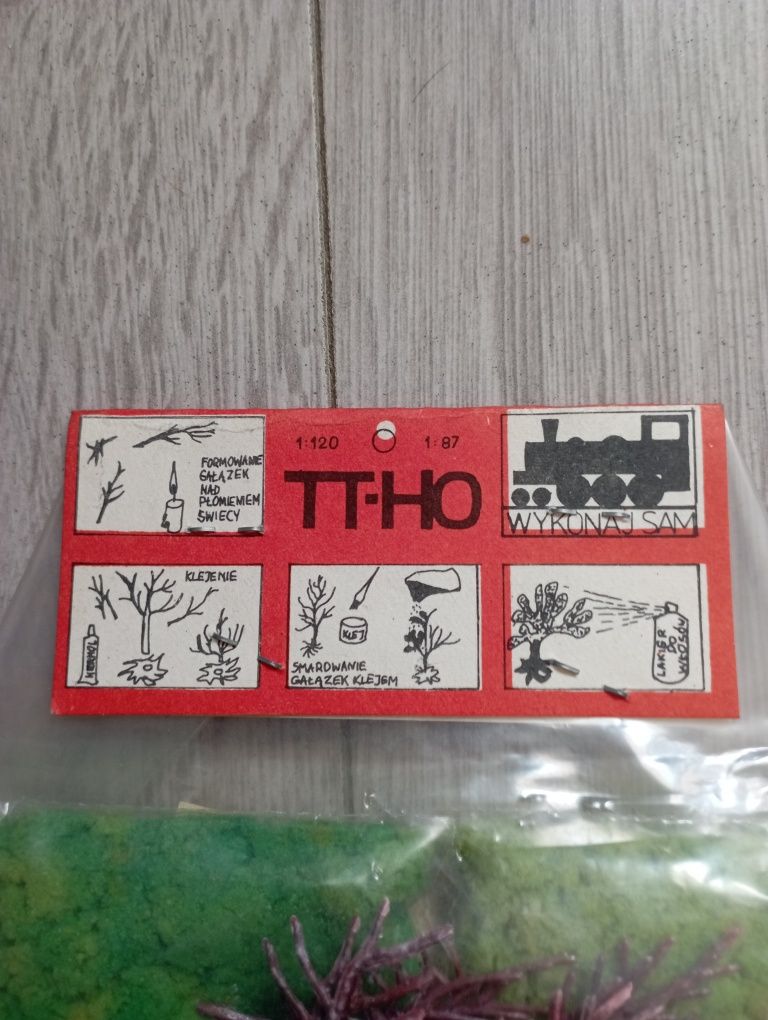 FORMOWANIE
GAŁĄZEK
NAD
PŁOMIENIEM
ŚWIECY
1:120
1:87
TT-HO
WYKONAJ SAM
KLEJENIE
HERMOL
KLEJ
SMAROWANIE
GAŁĄZEK KLEJEM
LAKIER
DO
WŁOSÓW